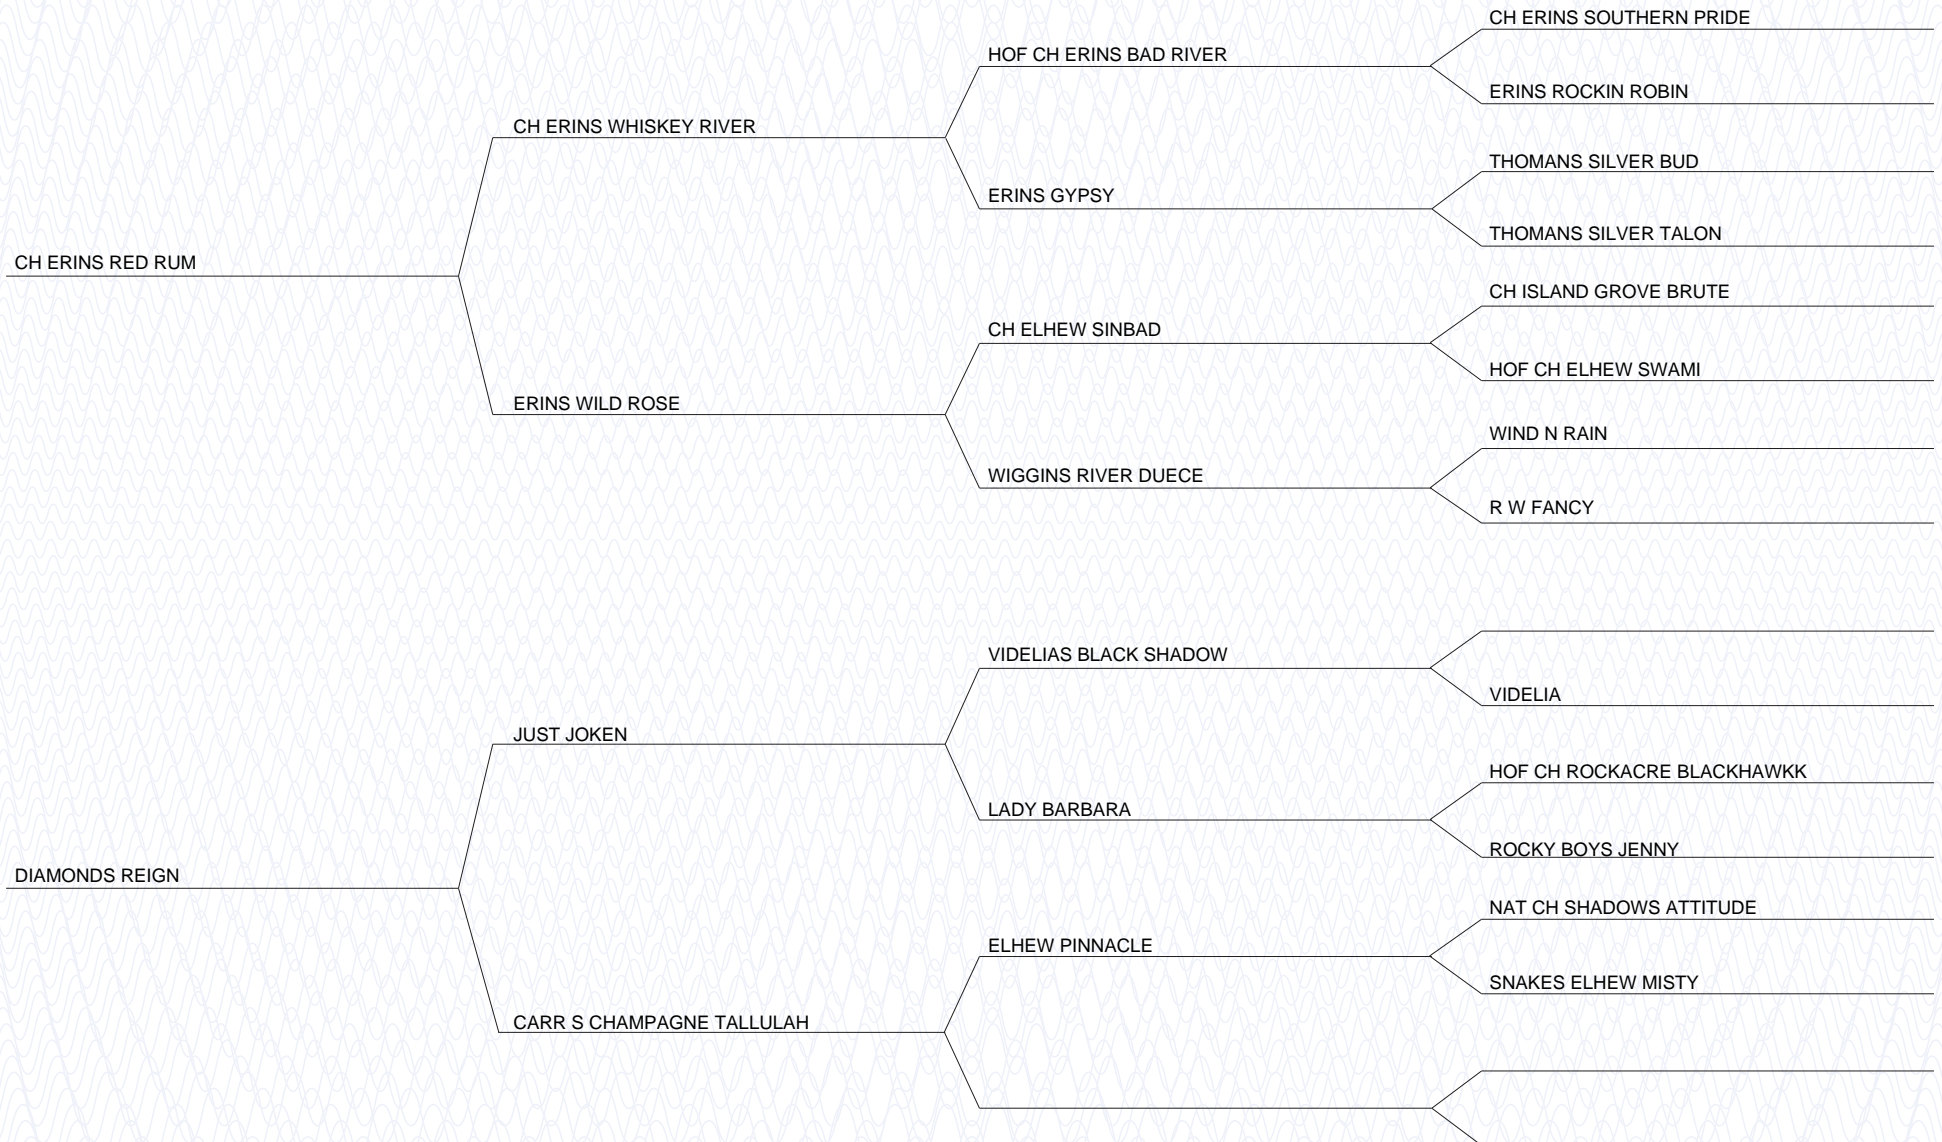 CH ERINS SOUTHERN PRIDE
HOF CH ERINS BAD RIVER
ERINS ROCKIN ROBIN
CH ERINS WHISKEY RIVER
THOMANS SILVER BUD
ERINS GYPSY
THOMANS SILVER TALON
CH ERINS RED RUM
CH ISLAND GROVE BRUTE
CH ELHEW SINBAD
HOF CH ELHEW SWAMI
ERINS WILD ROSE
WIND N RAIN
WIGGINS RIVER DUECE
R W FANCY
VIDELIAS BLACK SHADOW
VIDELIA
JUST JOKEN
HOF CH ROCKACRE BLACKHAWKK
LADY BARBARA
ROCKY BOYS JENNY
DIAMONDS REIGN
NAT CH SHADOWS ATTITUDE
ELHEW PINNACLE
SNAKES ELHEW MISTY
CARR S CHAMPAGNE TALLULAH